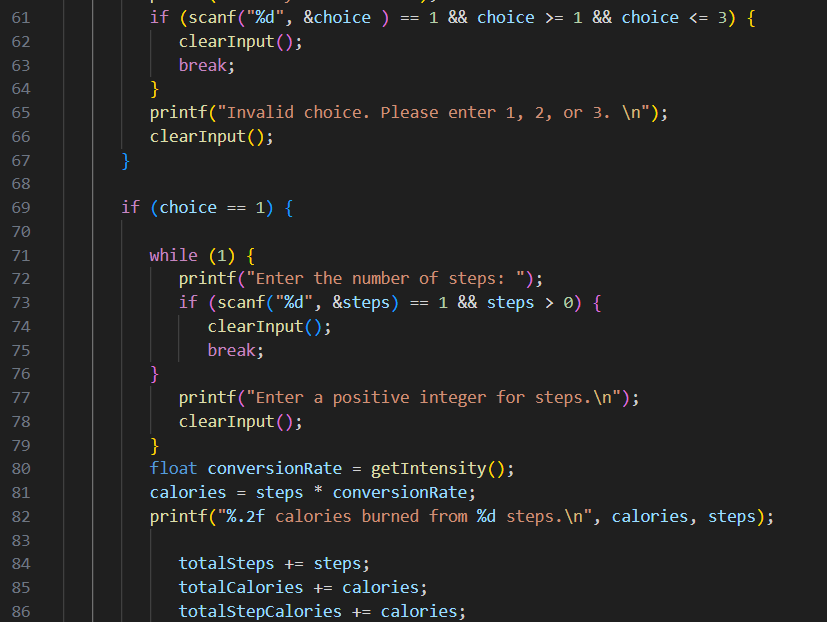 61 if (scanf("%d", &choice ) == 1 && choice >= 1 && choice <= 3) {
62 clearInput();
63 break;
64 }
65 printf("Invalid choice. Please enter 1, 2, or 3. \n");
66 clearInput();
67 }
68
69 if (choice == 1) {
70
71 while (1) {
72 printf("Enter the number of steps: ");
73 if (scanf("%d", &steps) == 1 && steps > 0) {
74 clearInput();
75 break;
76 }
77 printf("Enter a positive integer for steps.\n");
78 clearInput();
79 }
80 float conversionRate = getIntensity();
81 calories = steps * conversionRate;
82 printf("%.2f calories burned from %d steps.\n", calories, steps);
83
84 totalSteps += steps;
85 totalCalories += calories;
86 totalStepCalories += calories;